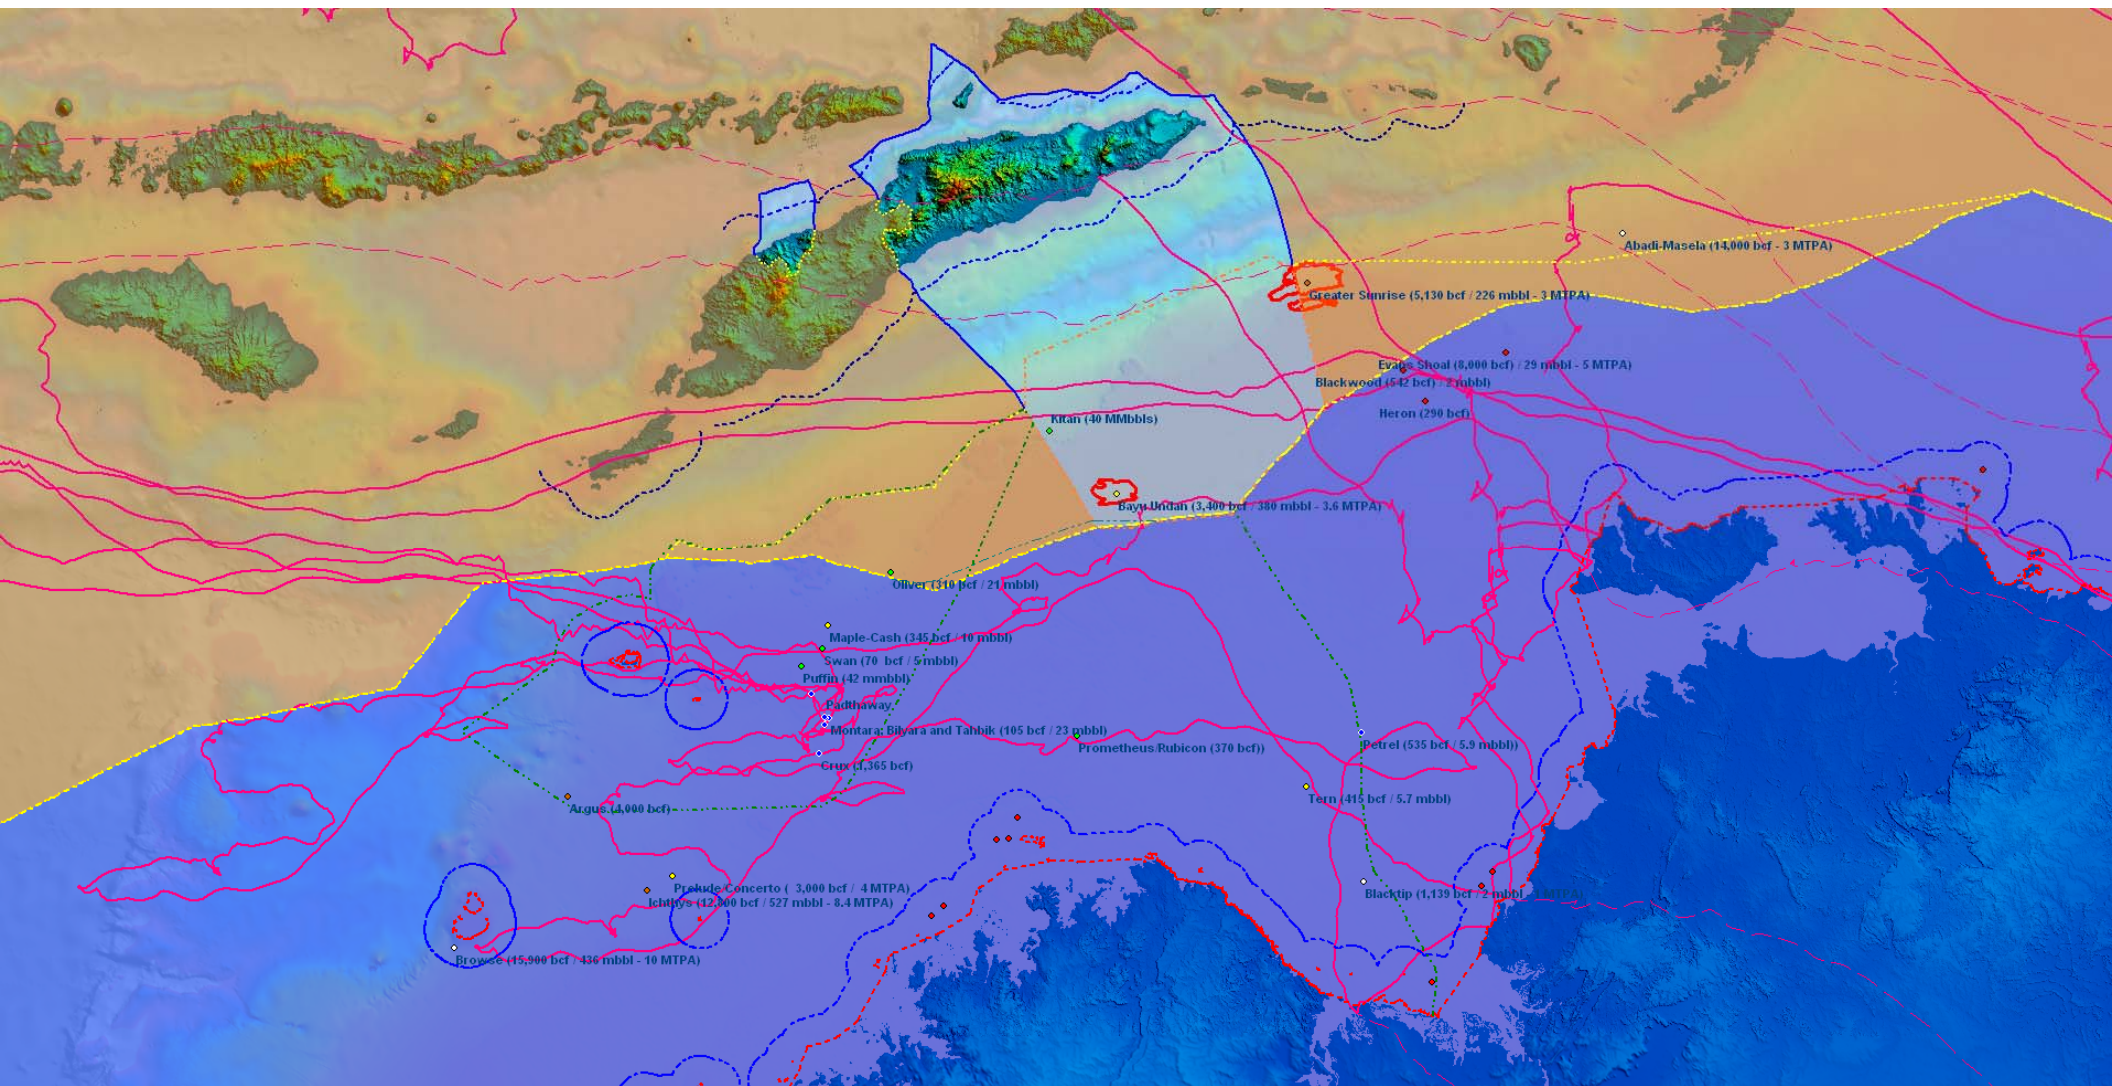 Abadi-Masela (14,000 bcf - 3 MTPA)
Greater Sunrise (5,130 bcf / 226 mbbl - 3 MTPA)
Evans Shoal (8,000 bcf) / 29 mbbl - 5 MTPA)
Blackwood (542 bcf) / 2 mbbl)
Heron (290 bcf)
Kitan (40 MMbbls)
Bayu Undan (3,400 bcf / 380 mbbl - 3.6 MTPA)
Oliver (310 bcf / 21 mbbl)
Maple-Cash (345 bcf / 10 mbbl)
Swan (70 bcf / 5 mbbl)
Puffin (42 mmbbl)
Padthaway
Montara; Bilyara and Tahbik (105 bcf / 23 mbbl)
Prometheus/Rubicon (370 bcf))
Petrel (535 bcf / 5.9 mbbl))
Crux (1,365 bcf)
Tern (415 bcf / 5.7 mbbl)
Argus (4,000 bcf)
Prelude/Concerto ( 3,000 bcf / 4 MTPA)
Blacktip (1,139 bcf / 2 mbbl - MTPA)
Ichthys (12,800 bcf / 527 mbbl - 8.4 MTPA)
Browse (15,900 bcf / 436 mbbl - 10 MTPA)